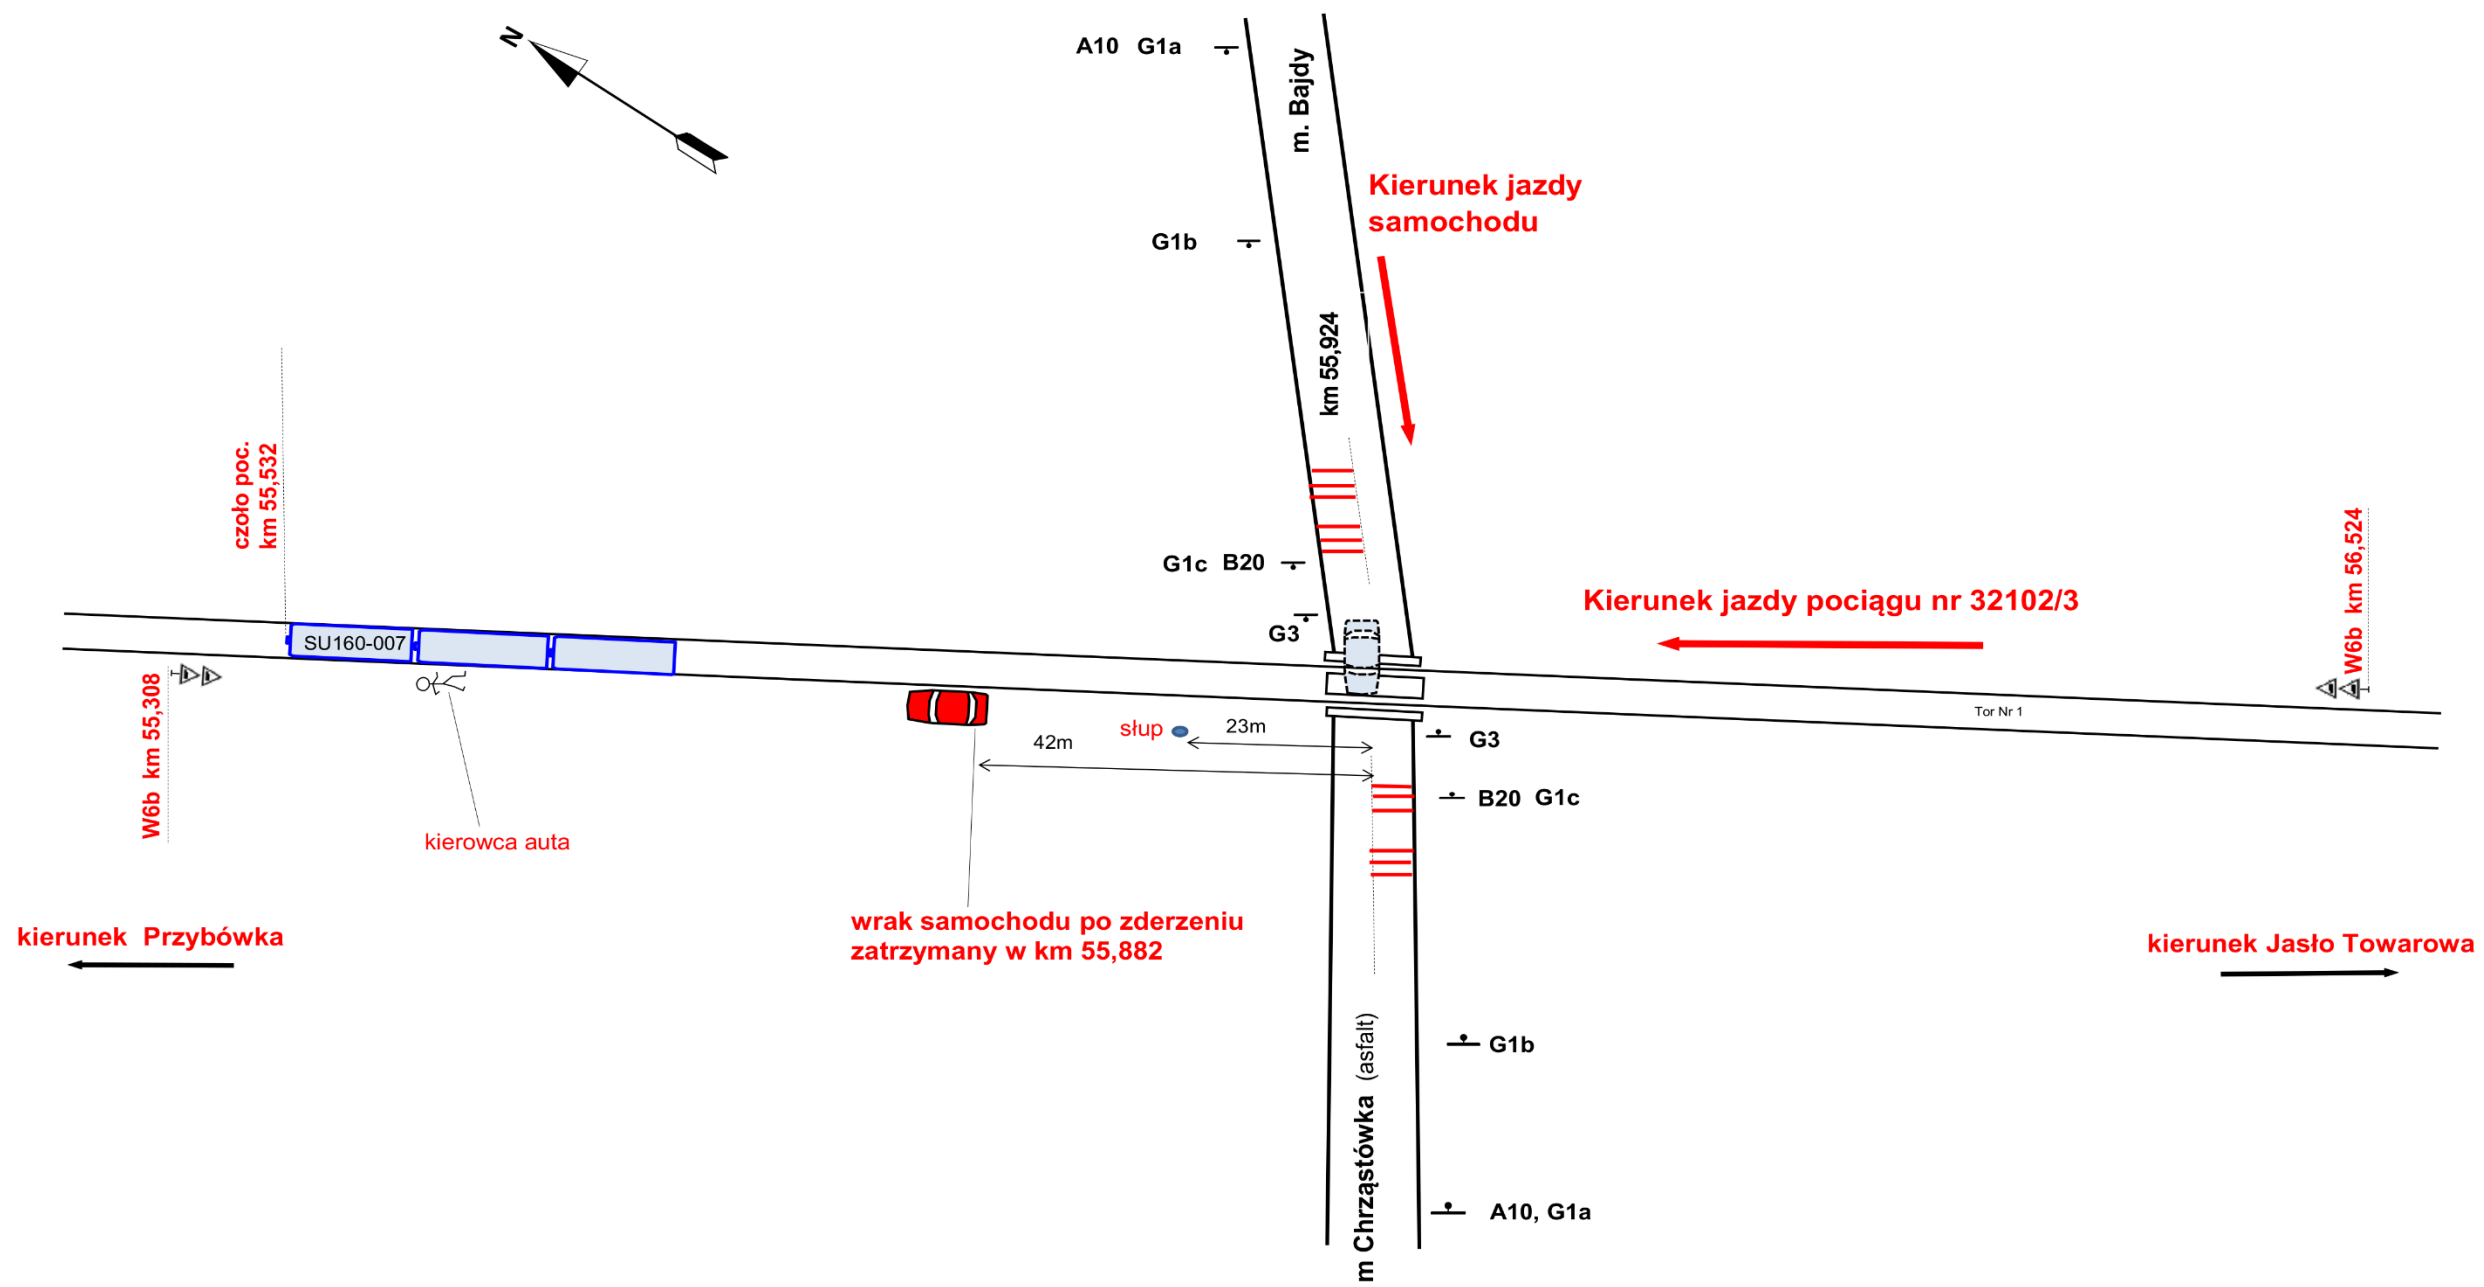 N
A10 G1a
m. Bajdy
Kierunek jazdy
samochodu
G1b
km 55,924
czoło poc.
km 55,532
W6b km 56,524
G1c B20
Kierunek jazdy pociągu nr 32102/3
G3
SU160-007
W6b km 55,308
Tor Nr 1
słup
23m
42m
G3
B20 G1c
kierowca auta
wrak samochodu po zderzeniu
zatrzymany w km 55,882
kierunek Przybówka
kierunek Jasło Towarowa
m Chrząstówka (asfalt)
G1b
A10, G1a